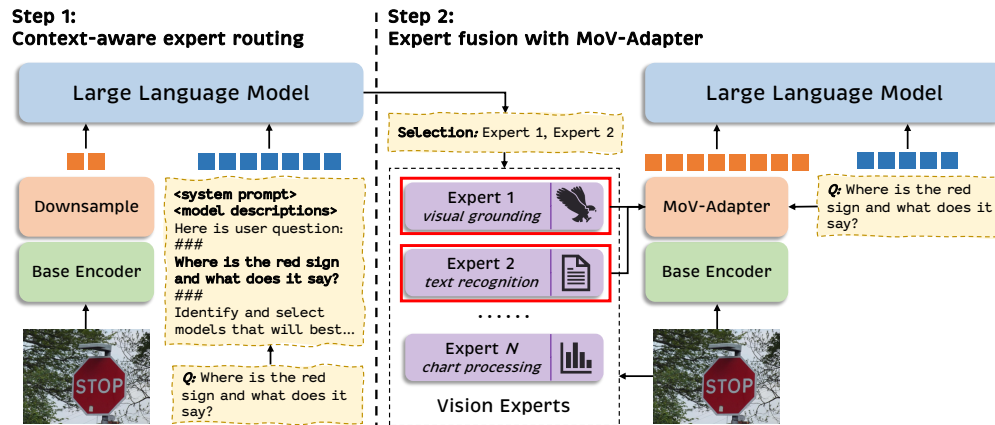 Step 1:
Context-aware expert routing
Large Language Model
Downsample
Base Encoder
STOP
<system prompt>
<model descriptions>
Here is user question:
###
Where is the red sign
and what does it say?
###
Identify and select
models that will best...
Q: Where is the red
sign and what does it
say?
Step 2:
Expert fusion with MoV-Adapter
Selection: Expert 1, Expert 2
Expert 1
visual grounding
Expert 2
text recognition
......
Expert N
chart processing
Vision Experts
Large Language Model
MoV-Adapter
Base Encoder
STOP
Q: Where is the red
sign and what does it
say?